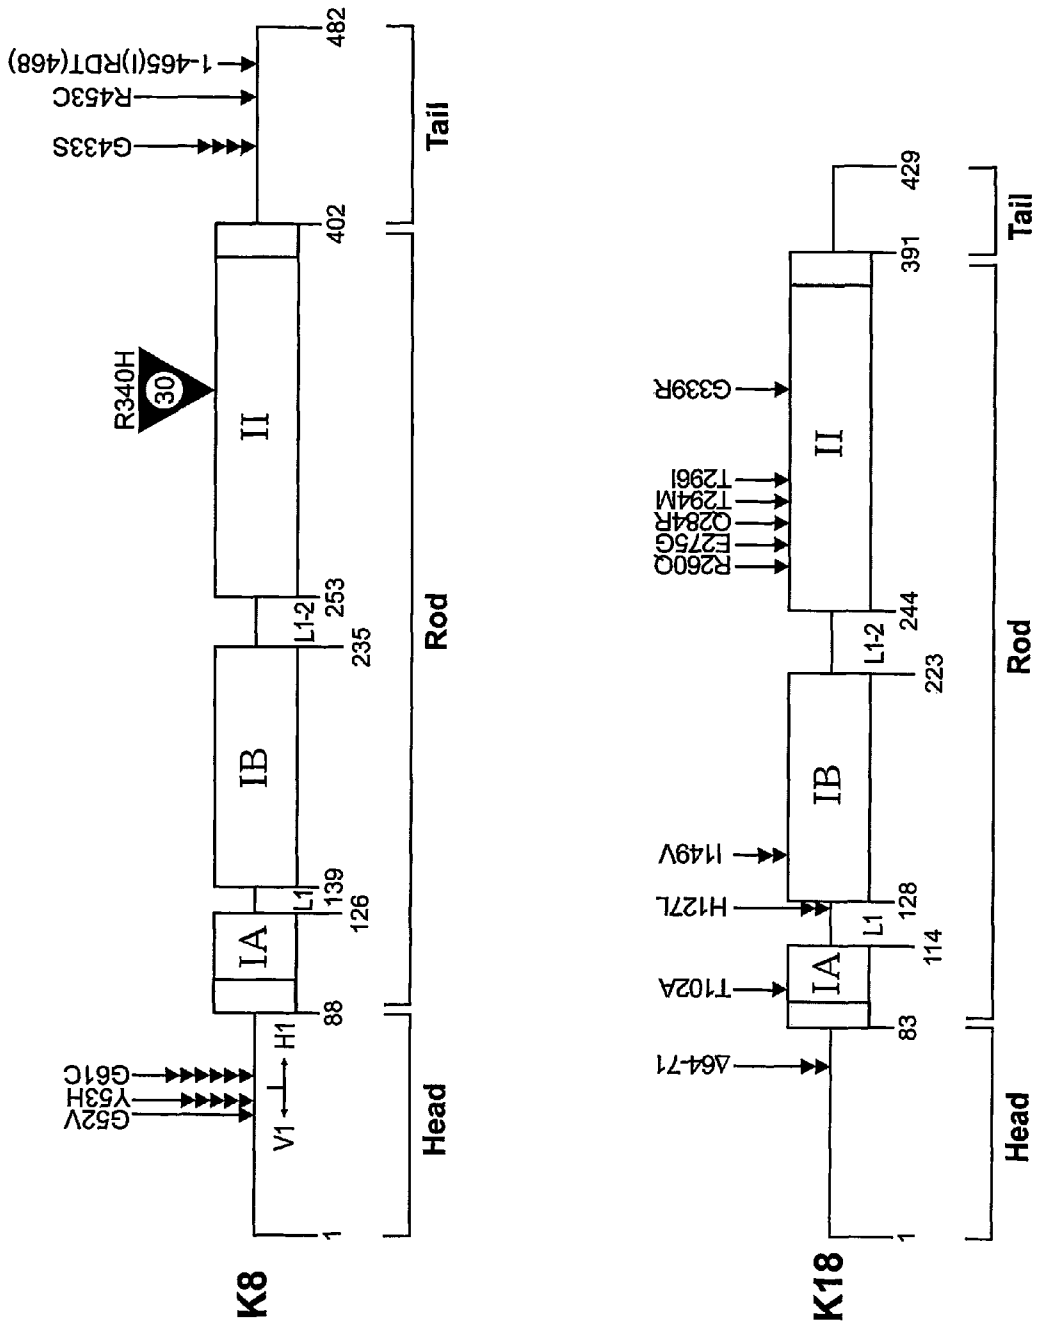 K8
G52V
Y53H
G61C
R340H
30
G433S
R453C
1-465(I)RDT(468)
V1
H1
IA
IB
II
L1
L1-2
1
88
126
139
235
253
402
482
Head
Rod
Tail
K18
Δ64-71
T102A
H127L
I149V
R260Q
E275G
Q284R
T294M
T296I
G339R
IA
IB
II
L1
L1-2
1
83
114
128
223
244
391
429
Head
Rod
Tail